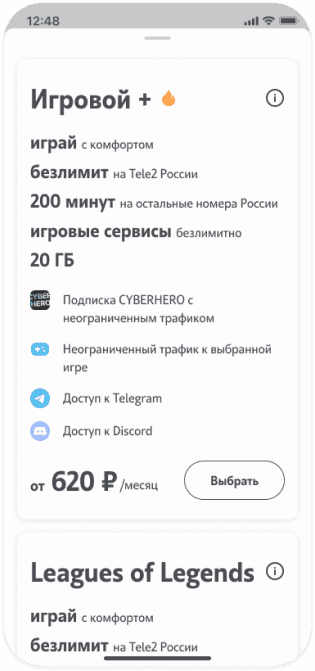 12:48
Игровой +
играй с комфортом
безлимит на Tele2 России
200 минут на остальные номера России
игровые сервисы безлимитно
20 ГБ
CYBER
HERO
Подписка CYBERHERO с
неограниченным трафиком
Неограниченный трафик к выбранной
игре
Доступ к Telegram
Доступ к Discord
от 620 ₽ /месяц
Выбрать
Leagues of Legends
играй с комфортом
безлимит на Tele2 России